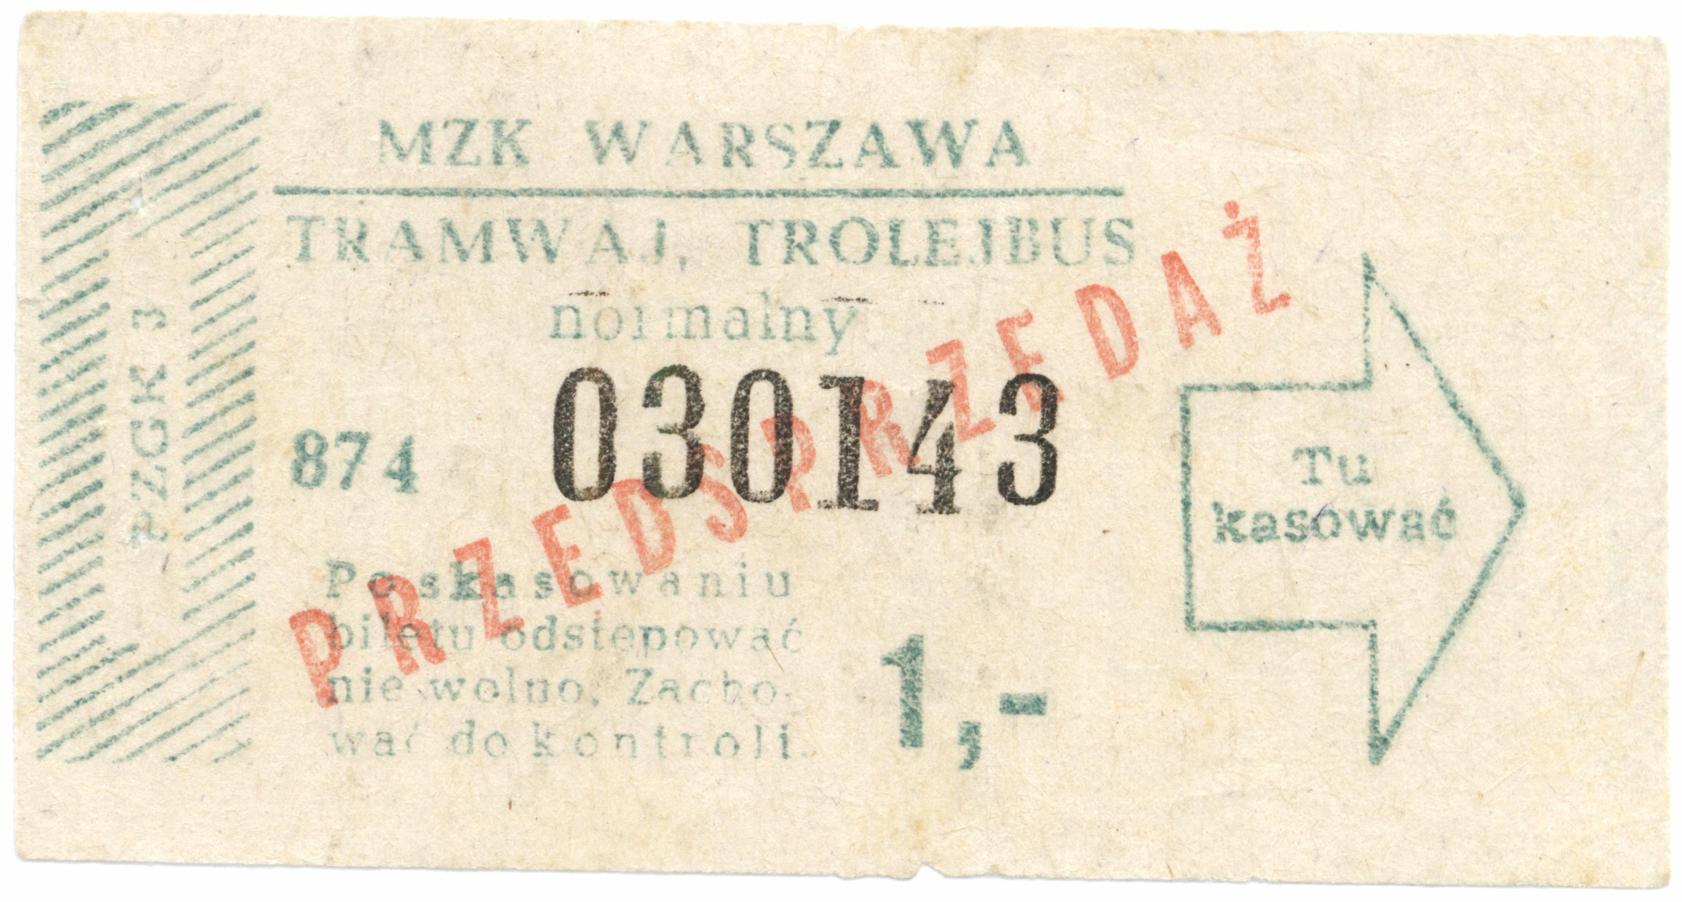 MZK WARSZAWA
TRAMWAJ, TROLEJBUS
normalny
874 030143
PRZEDSPRZEDAŻ
Po skasowaniu
biletu odstępować
nie wolno. Zacho-
wać do kontroli.
1,-
Tu
kasować
PZGK 3